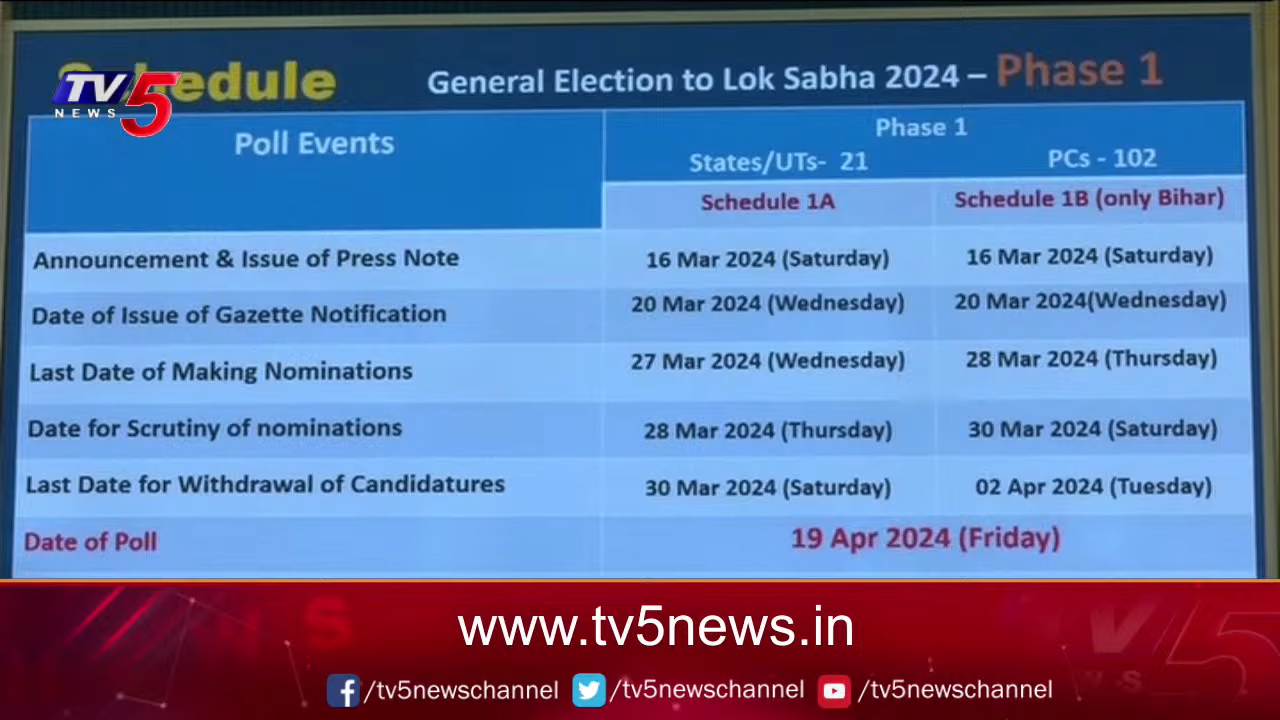 Schedule
General Election to Lok Sabha 2024 – Phase 1
TV5
NEWS
Poll Events
Phase 1
States/UTs- 21 PCs - 102
Schedule 1A Schedule 1B (only Bihar)
Announcement & Issue of Press Note 16 Mar 2024 (Saturday) 16 Mar 2024 (Saturday)
Date of Issue of Gazette Notification 20 Mar 2024 (Wednesday) 20 Mar 2024(Wednesday)
Last Date of Making Nominations 27 Mar 2024 (Wednesday) 28 Mar 2024 (Thursday)
Date for Scrutiny of nominations 28 Mar 2024 (Thursday) 30 Mar 2024 (Saturday)
Last Date for Withdrawal of Candidatures 30 Mar 2024 (Saturday) 02 Apr 2024 (Tuesday)
Date of Poll 19 Apr 2024 (Friday)
www.tv5news.in
/tv5newschannel /tv5newschannel /tv5newschannel